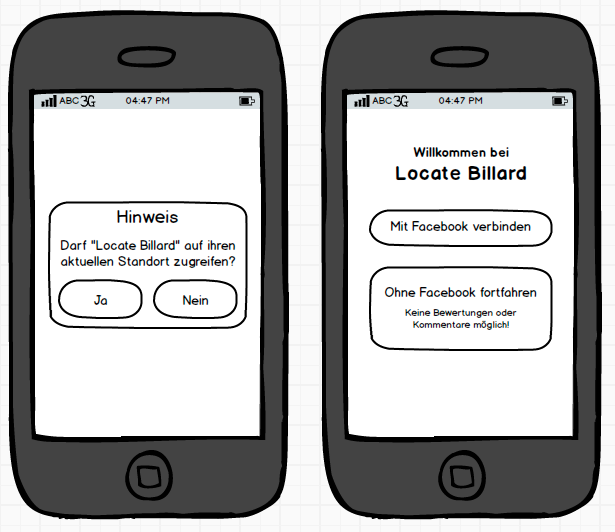 ABC 3G 04:47 PM
Hinweis
Darf "Locate Billard" auf ihren
aktuellen Standort zugreifen?
Ja Nein
ABC 3G 04:47 PM
Willkommen bei
Locate Billard
Mit Facebook verbinden
Ohne Facebook fortfahren
Keine Bewertungen oder
Kommentare möglich!